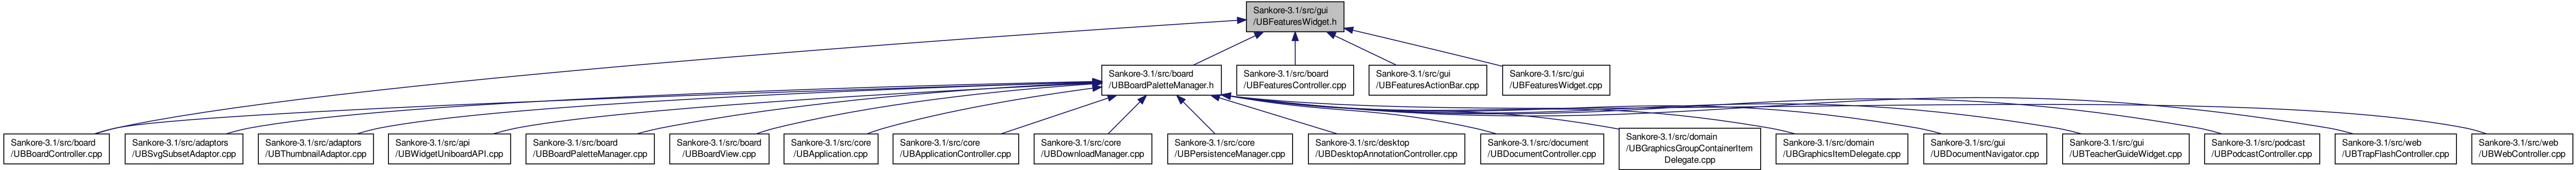 Sankore-3.1/src/gui
/UBFeaturesWidget.h
Sankore-3.1/src/board
/UBBoardPaletteManager.h
Sankore-3.1/src/board
/UBFeaturesController.cpp
Sankore-3.1/src/gui
/UBFeaturesActionBar.cpp
Sankore-3.1/src/gui
/UBFeaturesWidget.cpp
Sankore-3.1/src/board
/UBBoardController.cpp
Sankore-3.1/src/adaptors
/UBSvgSubsetAdaptor.cpp
Sankore-3.1/src/adaptors
/UBThumbnailAdaptor.cpp
Sankore-3.1/src/api
/UBWidgetUniboardAPI.cpp
Sankore-3.1/src/board
/UBBoardPaletteManager.cpp
Sankore-3.1/src/board
/UBBoardView.cpp
Sankore-3.1/src/core
/UBApplication.cpp
Sankore-3.1/src/core
/UBApplicationController.cpp
Sankore-3.1/src/core
/UBDownloadManager.cpp
Sankore-3.1/src/core
/UBPersistenceManager.cpp
Sankore-3.1/src/desktop
/UBDesktopAnnotationController.cpp
Sankore-3.1/src/document
/UBDocumentController.cpp
Sankore-3.1/src/domain
/UBGraphicsGroupContainerItem
Delegate.cpp
Sankore-3.1/src/domain
/UBGraphicsItemDelegate.cpp
Sankore-3.1/src/gui
/UBDocumentNavigator.cpp
Sankore-3.1/src/gui
/UBTeacherGuideWidget.cpp
Sankore-3.1/src/podcast
/UBPodcastController.cpp
Sankore-3.1/src/web
/UBTrapFlashController.cpp
Sankore-3.1/src/web
/UBWebController.cpp